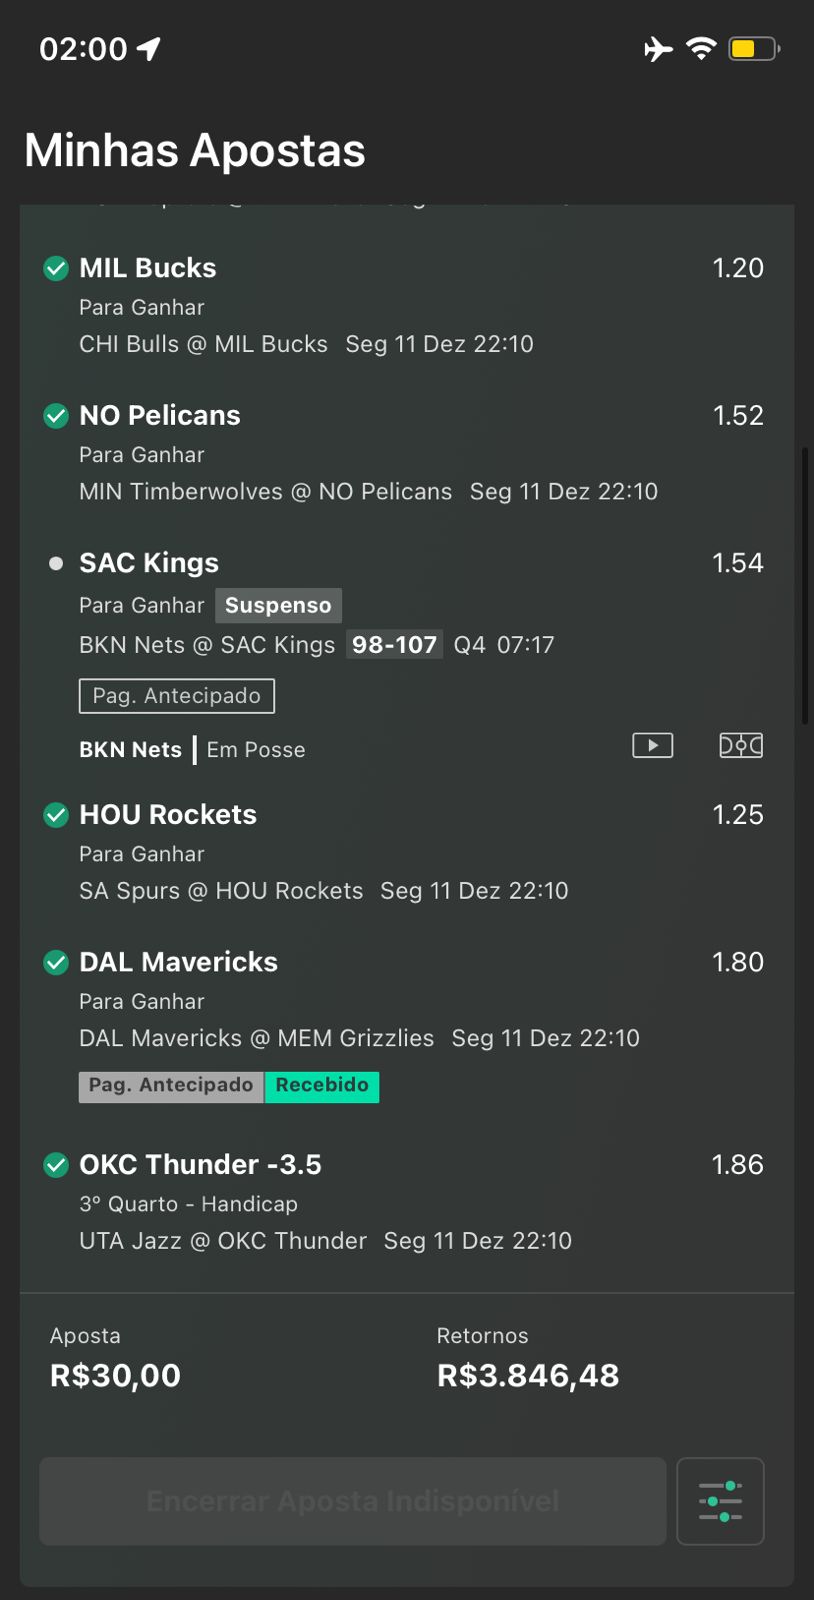 02:00
Minhas Apostas
MIL Bucks 1.20
Para Ganhar
CHI Bulls @ MIL Bucks Seg 11 Dez 22:10
NO Pelicans 1.52
Para Ganhar
MIN Timberwolves @ NO Pelicans Seg 11 Dez 22:10
SAC Kings 1.54
Para Ganhar Suspenso
BKN Nets @ SAC Kings 98-107 Q4 07:17
Pag. Antecipado
BKN Nets | Em Posse
HOU Rockets 1.25
Para Ganhar
SA Spurs @ HOU Rockets Seg 11 Dez 22:10
DAL Mavericks 1.80
Para Ganhar
DAL Mavericks @ MEM Grizzlies Seg 11 Dez 22:10
Pag. Antecipado Recebido
OKC Thunder -3.5 1.86
3º Quarto - Handicap
UTA Jazz @ OKC Thunder Seg 11 Dez 22:10
Aposta Retornos
R$30,00 R$3.846,48
Encerrar Aposta Indisponível